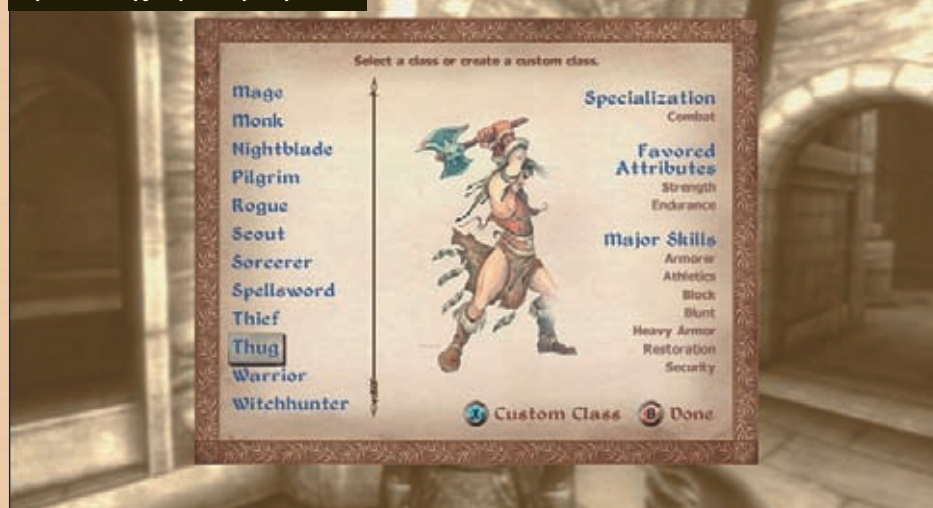 Select a class or create a custom class.
Mage
Monk
Nightblade
Pilgrim
Rogue
Scout
Sorcerer
Spellsword
Thief
Thug
Warrior
Witchhunter
Specialization
Combat
Favored
Attributes
Strength
Endurance
Major Skills
Armorer
Athletics
Block
Blunt
Heavy Armor
Restoration
Security
X Custom Class B Done